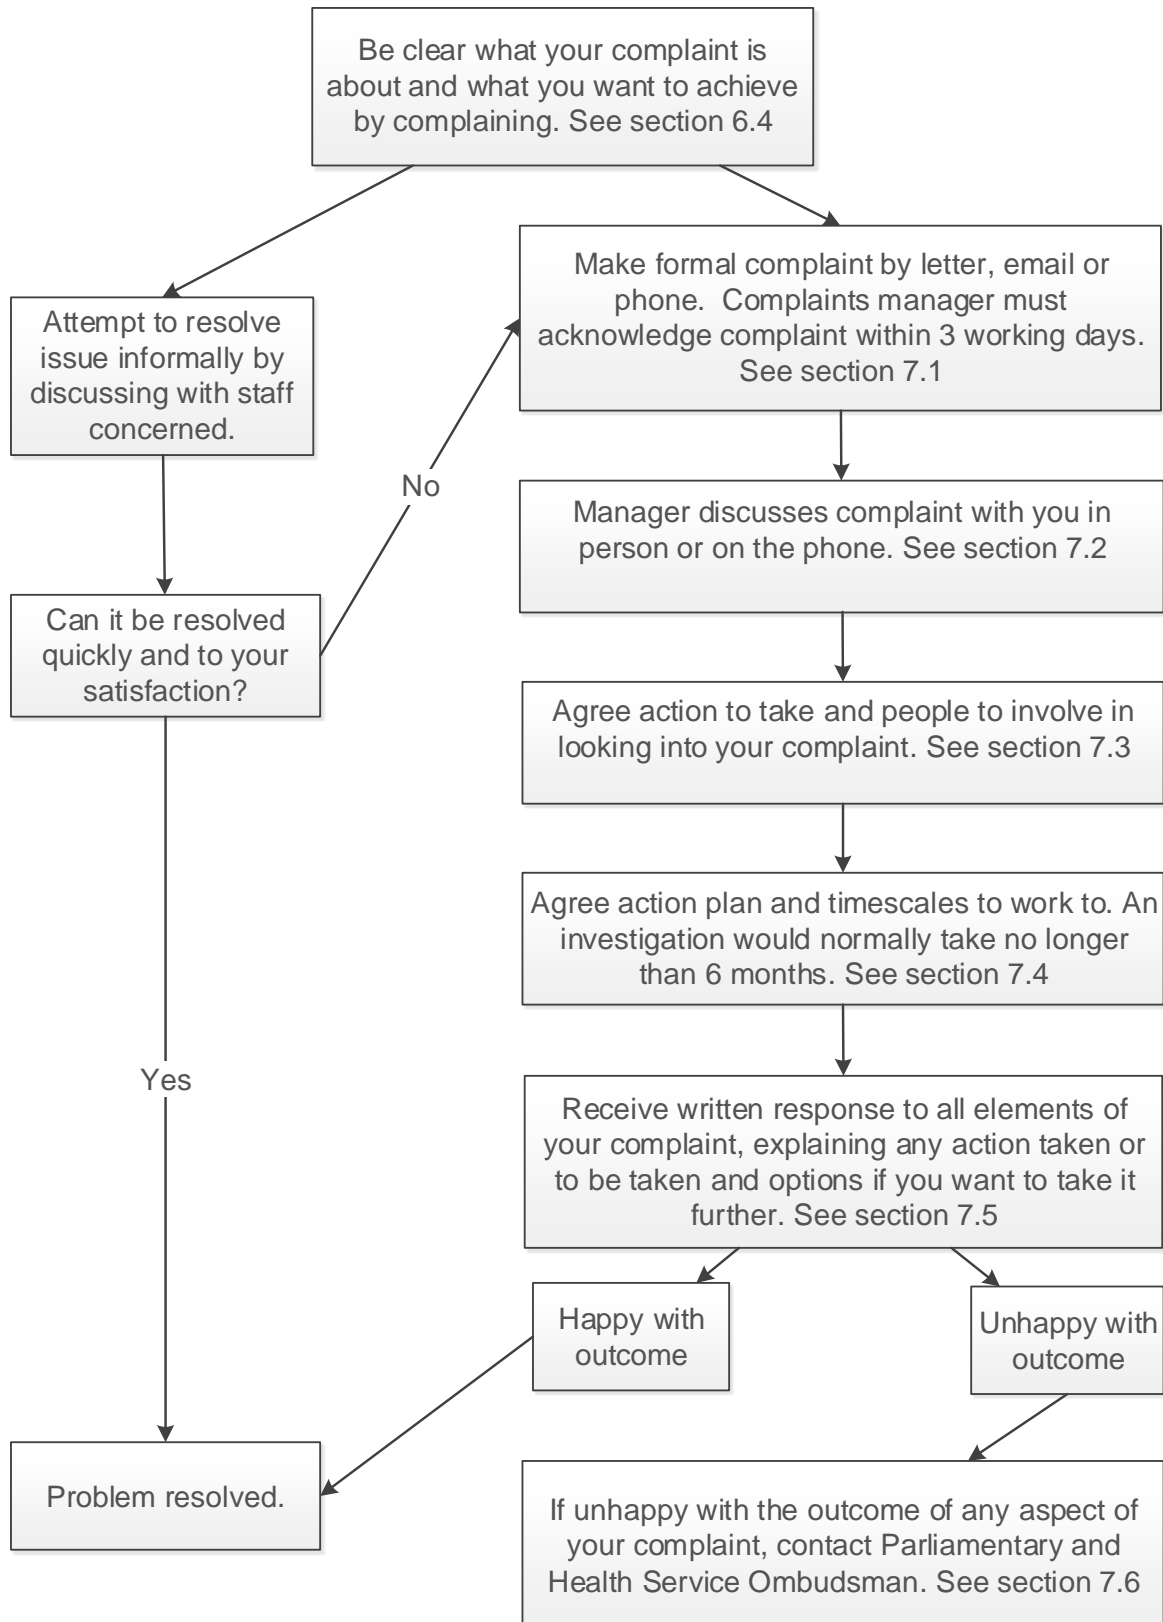 Be clear what your complaint is
about and what you want to achieve
by complaining. See section 6.4
Make formal complaint by letter, email or
phone.  Complaints manager must
acknowledge complaint within 3 working days.
See section 7.1
Attempt to resolve
issue informally by
discussing with staff
concerned.
No
Manager discusses complaint with you in
person or on the phone. See section 7.2
Can it be resolved
quickly and to your
satisfaction?
Agree action to take and people to involve in
looking into your complaint. See section 7.3
Agree action plan and timescales to work to. An
investigation would normally take no longer
than 6 months. See section 7.4
Yes
Receive written response to all elements of
your complaint, explaining any action taken or
to be taken and options if you want to take it
further. See section 7.5
Happy with
outcome
Unhappy with
outcome
Problem resolved.
If unhappy with the outcome of any aspect of
your complaint, contact Parliamentary and
Health Service Ombudsman. See section 7.6